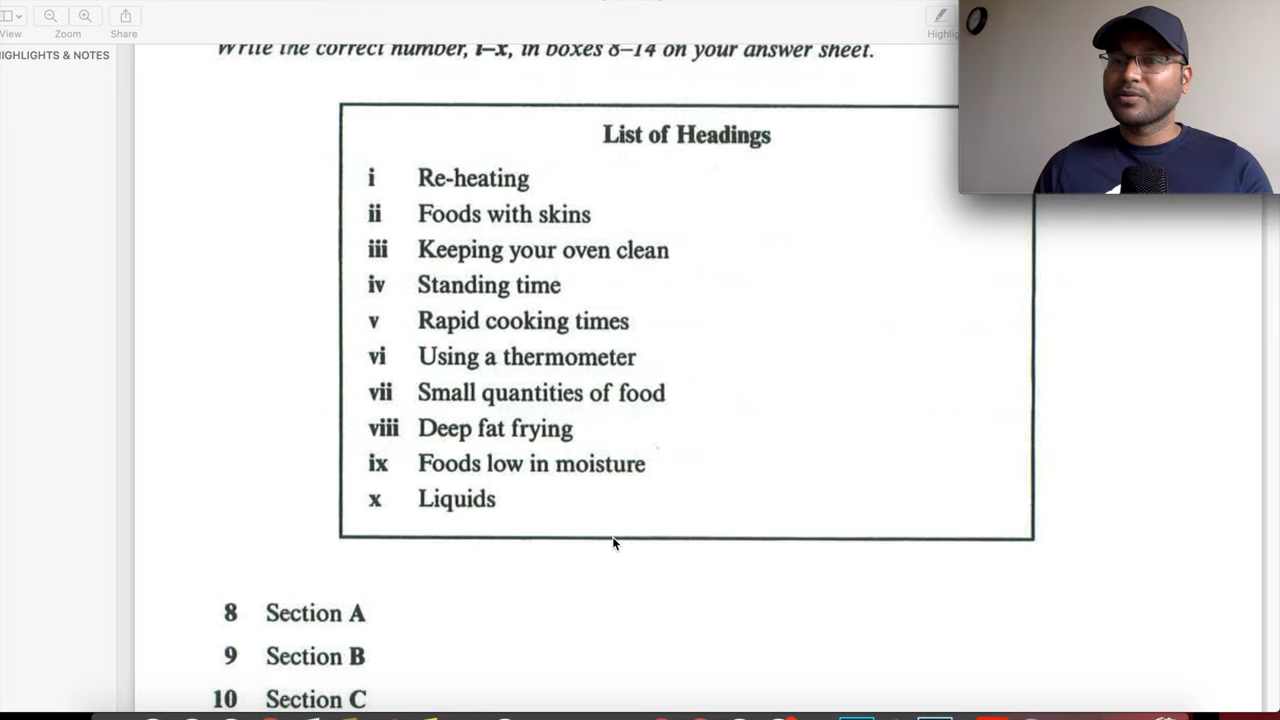 View
Zoom
Share
HIGHLIGHTS & NOTES
Write the correct number, i–x, in boxes 8–14 on your answer sheet.
List of Headings
i Re-heating
ii Foods with skins
iii Keeping your oven clean
iv Standing time
v Rapid cooking times
vi Using a thermometer
vii Small quantities of food
viii Deep fat frying
ix Foods low in moisture
x Liquids
8 Section A
9 Section B
10 Section C